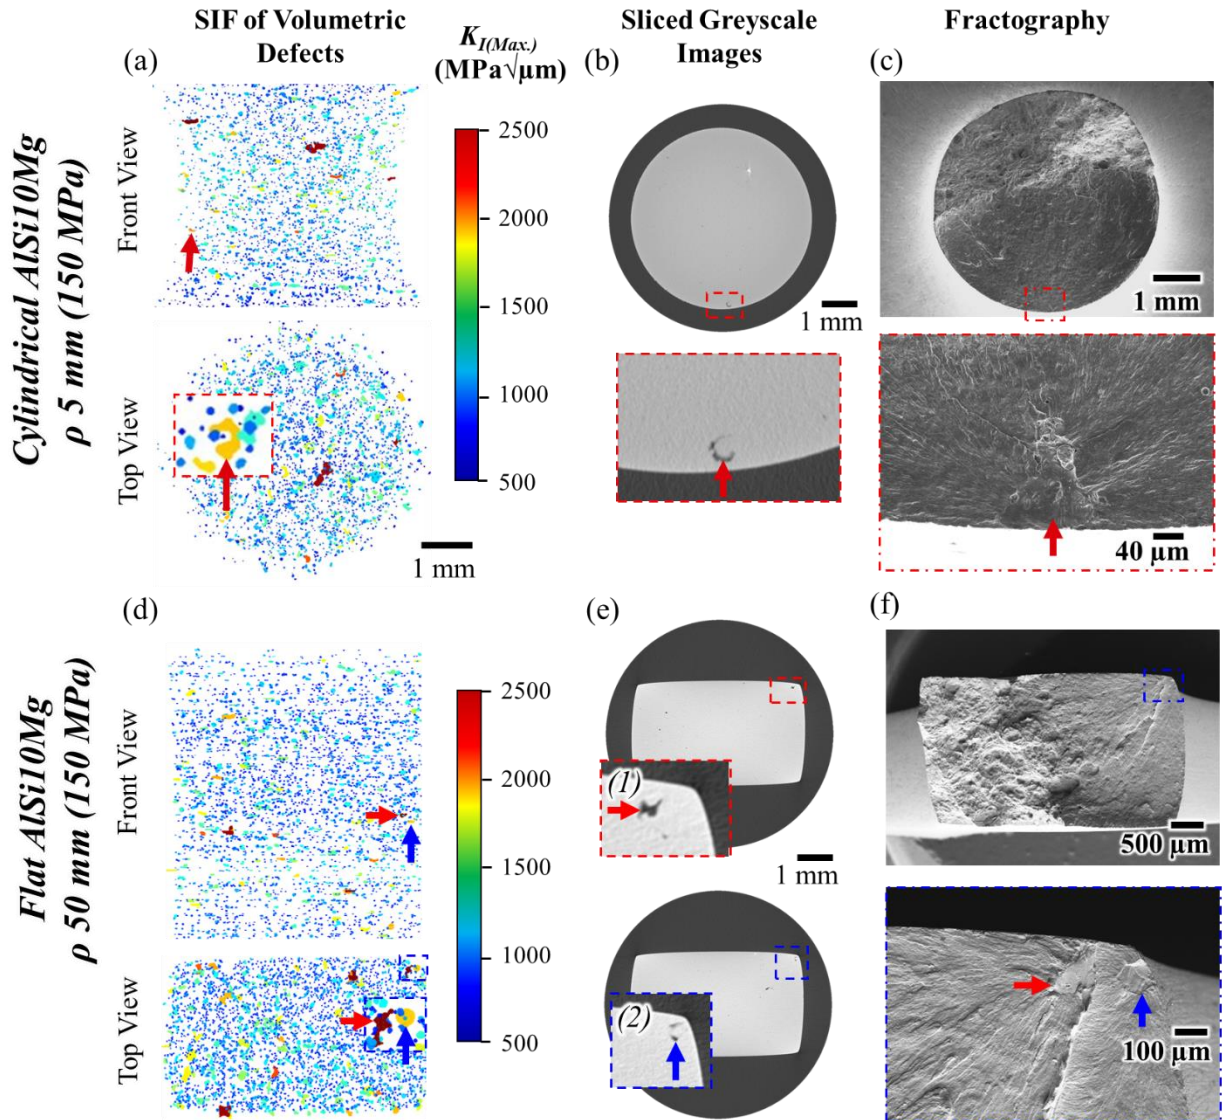 SIF of Volumetric
Defects
K_I(Max.)
(MPa√μm)
Sliced Greyscale
Images
Fractography
(a)
(b)
(c)
Cylindrical AlSi10Mg
ρ 5 mm (150 MPa)
Front View
Top View
2500
2000
1500
1000
500
1 mm
1 mm
1 mm
40 μm
(d)
(e)
(f)
Flat AlSi10Mg
ρ 50 mm (150 MPa)
Front View
Top View
2500
2000
1500
1000
500
(1)
1 mm
(2)
500 μm
100 μm